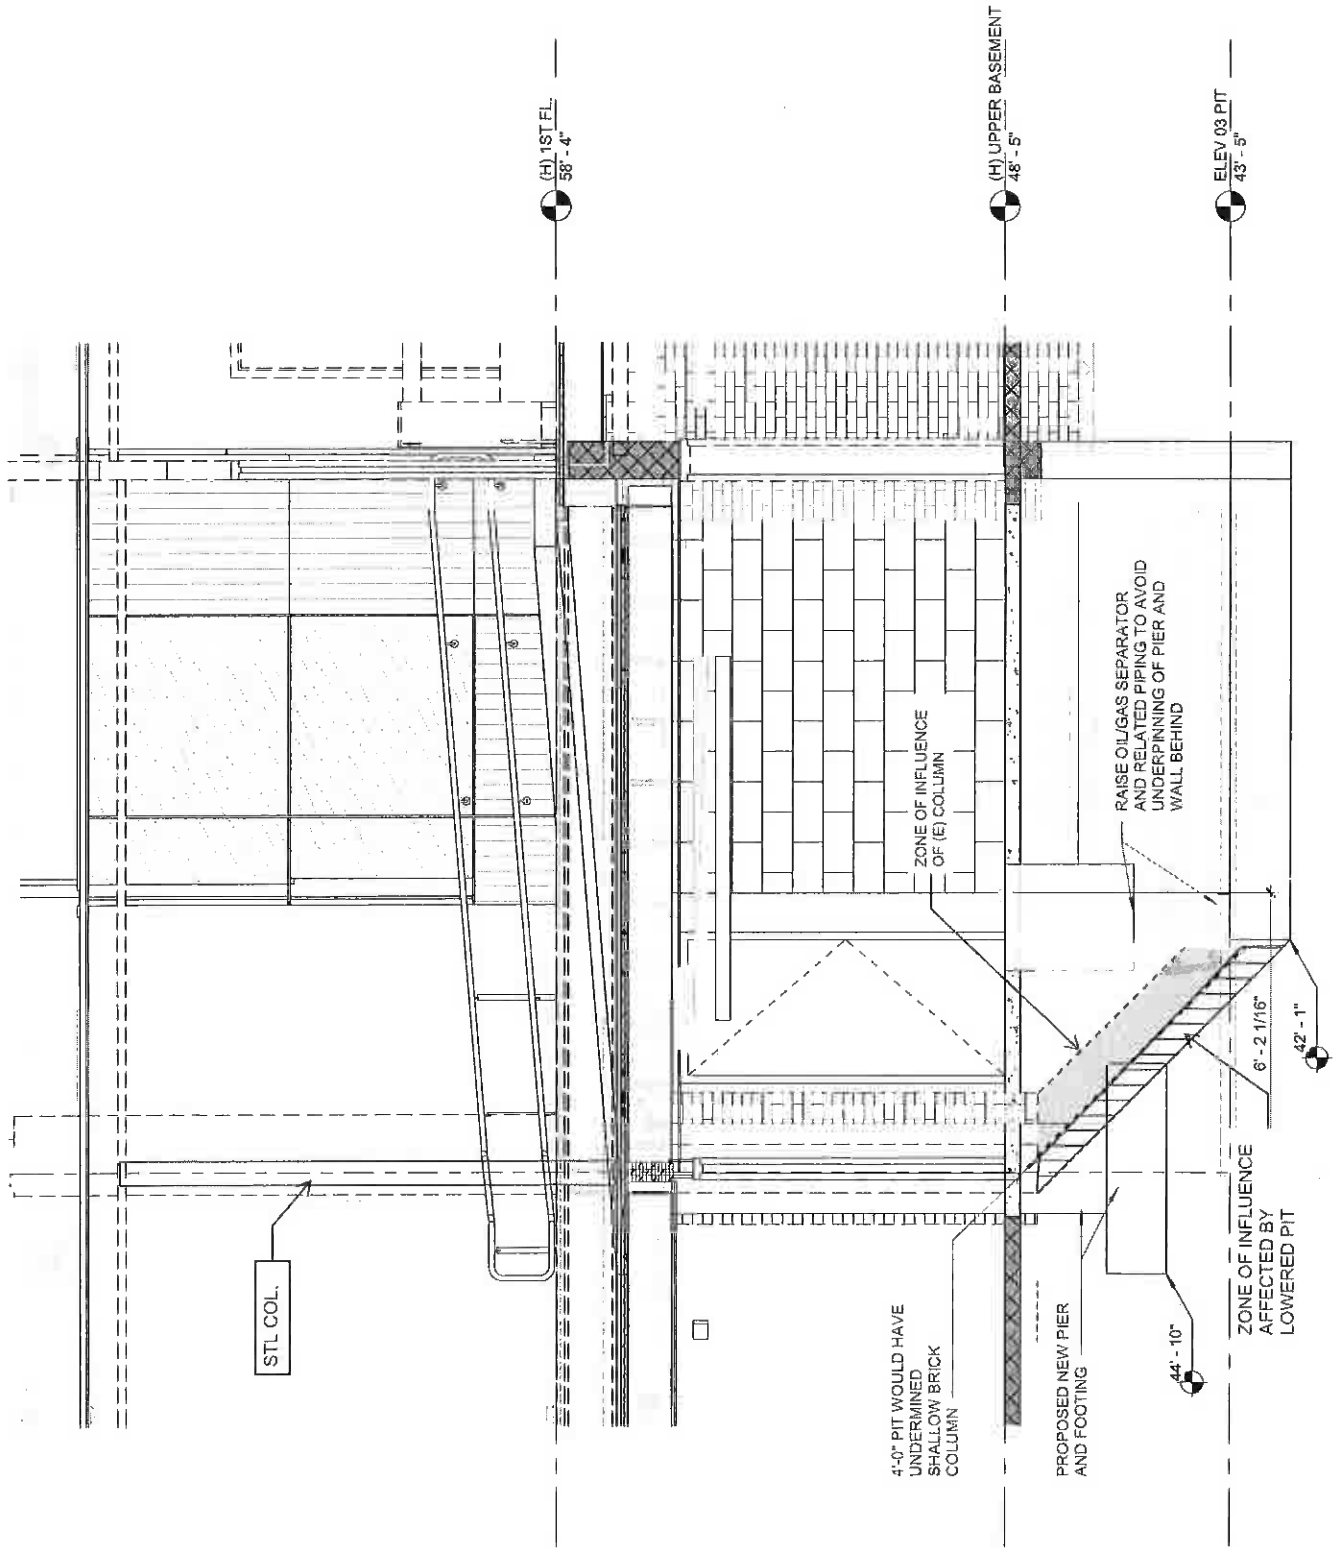 STL COL.
(H) 1ST FL.
58' - 4"
(H) UPPER BASEMENT
48' - 5"
ELEV 03 PIT
43' - 5"
ZONE OF INFLUENCE
OF (E) COLUMN
RAISE OIL/GAS SEPARATOR
AND RELATED PIPING TO AVOID
UNDERPINNING OF PIER AND
WALL BEHIND
4'-0" PIT WOULD HAVE
UNDERMINED
SHALLOW BRICK
COLUMN
PROPOSED NEW PIER
AND FOOTING
44' - 10"
ZONE OF INFLUENCE
AFFECTED BY
LOWERED PIT
6' - 2 1/16"
42' - 1"